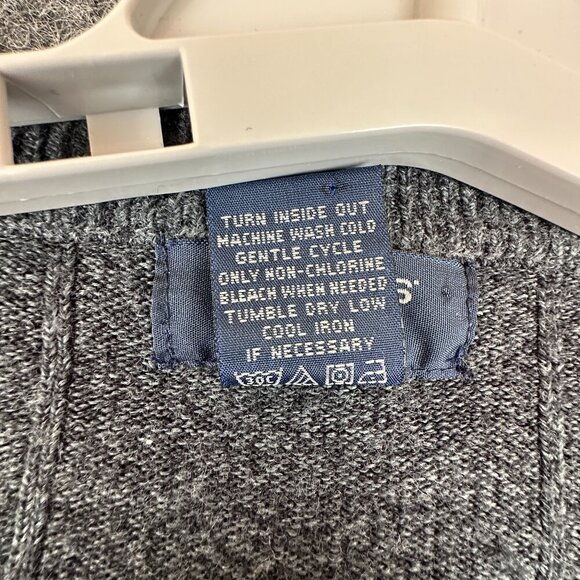 TURN INSIDE OUT
MACHINE WASH COLD
GENTLE CYCLE
ONLY NON-CHLORINE
BLEACH WHEN NEEDED
S
TUMBLE DRY LOW
COOL IRON
IF NECESSARY
30C